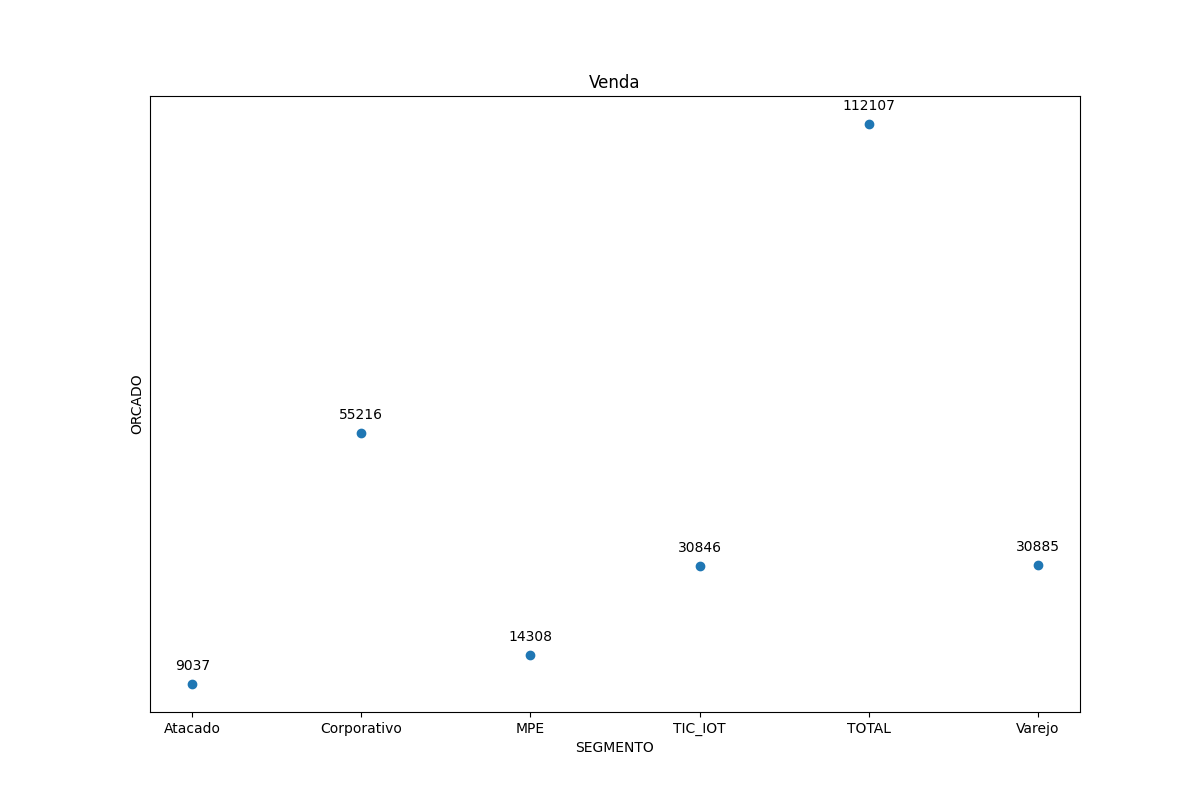 Venda
112107
55216
30846
30885
14308
9037
ORCADO
Atacado Corporativo MPE TIC_IOT TOTAL Varejo
SEGMENTO